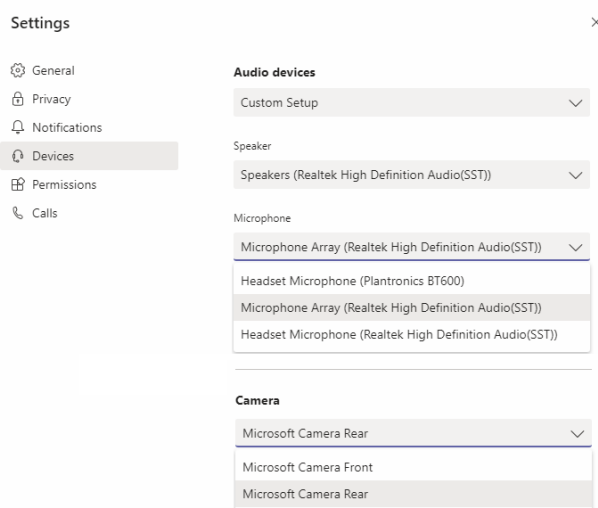 Settings
General
Privacy
Notifications
Devices
Permissions
Calls
Audio devices
Custom Setup
Speaker
Speakers (Realtek High Definition Audio(SST))
Microphone
Microphone Array (Realtek High Definition Audio(SST))
Headset Microphone (Plantronics BT600)
Microphone Array (Realtek High Definition Audio(SST))
Headset Microphone (Realtek High Definition Audio(SST))
Camera
Microsoft Camera Rear
Microsoft Camera Front
Microsoft Camera Rear